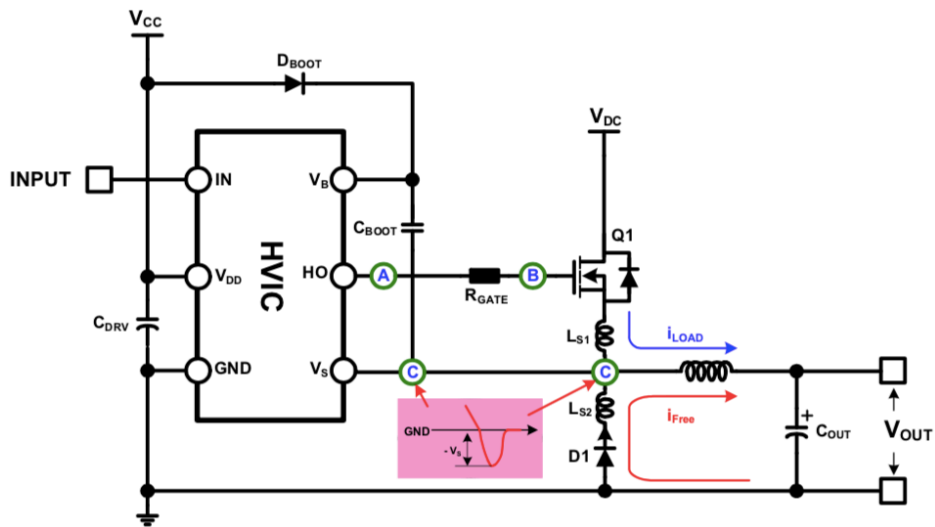 VCC
DBOOT
VDC
INPUT
IN
VB
CBOOT
Q1
HVIC
VDD
HO
A
B
RGATE
CDRV
LS1
iLOAD
GND
VS
C
C
LS2
iFree
GND
- VS
D1
+
COUT
VOUT